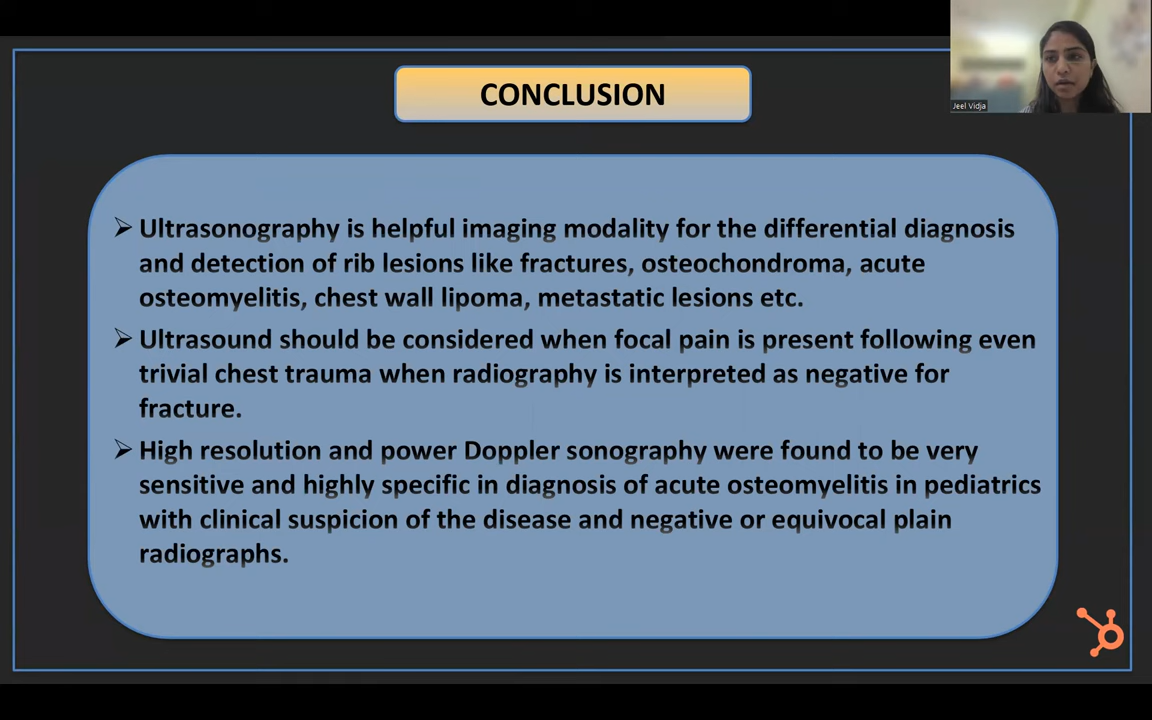 CONCLUSION
Jeel Vidja
➢ Ultrasonography is helpful imaging modality for the differential diagnosis
and detection of rib lesions like fractures, osteochondroma, acute
osteomyelitis, chest wall lipoma, metastatic lesions etc.
➢ Ultrasound should be considered when focal pain is present following even
trivial chest trauma when radiography is interpreted as negative for
fracture.
➢ High resolution and power Doppler sonography were found to be very
sensitive and highly specific in diagnosis of acute osteomyelitis in pediatrics
with clinical suspicion of the disease and negative or equivocal plain
radiographs.